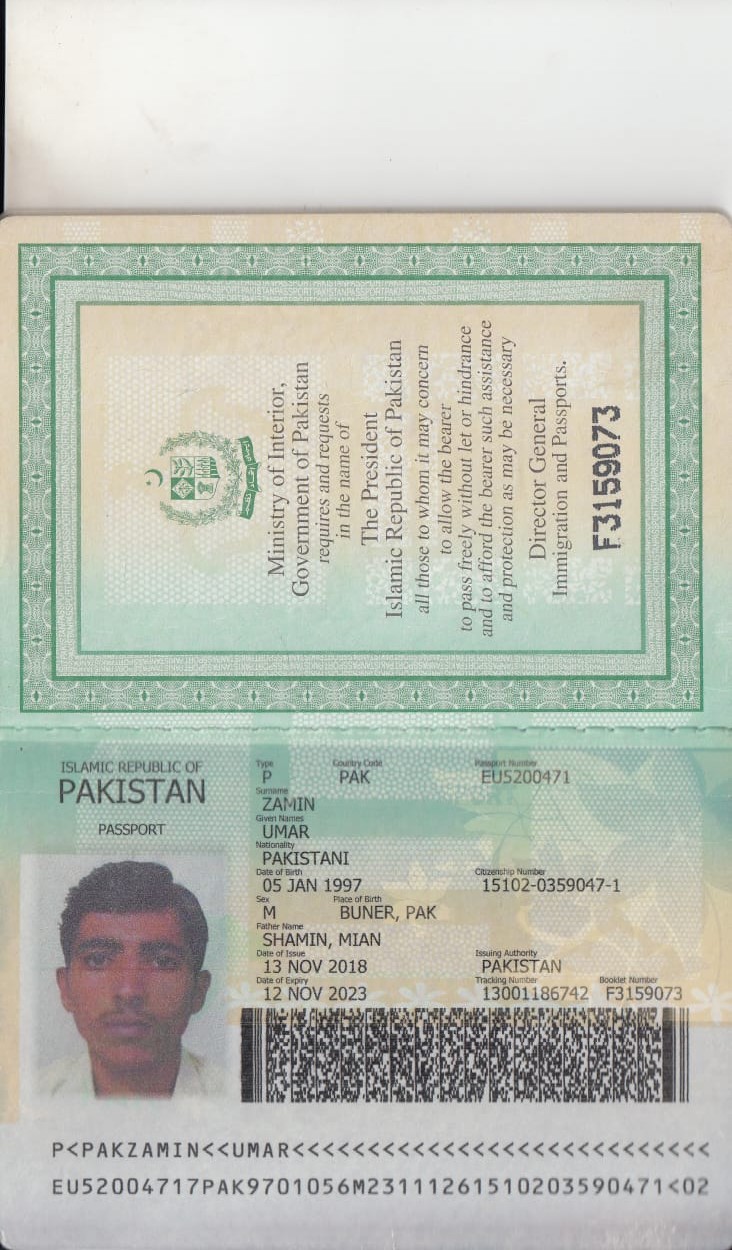 Ministry of Interior,
Government of Pakistan
requires and requests
in the name of
The President
Islamic Republic of Pakistan
all those to whom it may concern
to allow the bearer
to pass freely without let or hindrance
and to afford the bearer such assistance
and protection as may be necessary
Director General
Immigration and Passports.
F3159073
ISLAMIC REPUBLIC OF
PAKISTAN
PASSPORT
Type Country Code Passport Number
P PAK EU5200471
Surname
ZAMIN
Given Names
UMAR
Nationality
PAKISTANI
Date of Birth Citizenship Number
05 JAN 1997 15102-0359047-1
Sex Place of Birth
M BUNER, PAK
Father Name
SHAMIN, MIAN
Date of Issue Issuing Authority
13 NOV 2018 PAKISTAN
Date of Expiry Tracking Number Booklet Number
12 NOV 2023 13001186742 F3159073
P<PAKZAMIN<<UMAR<<<<<<<<<<<<<<<<<<<<<<<<<<<<
EU52004717PAK9701056M23111261510203590471<02